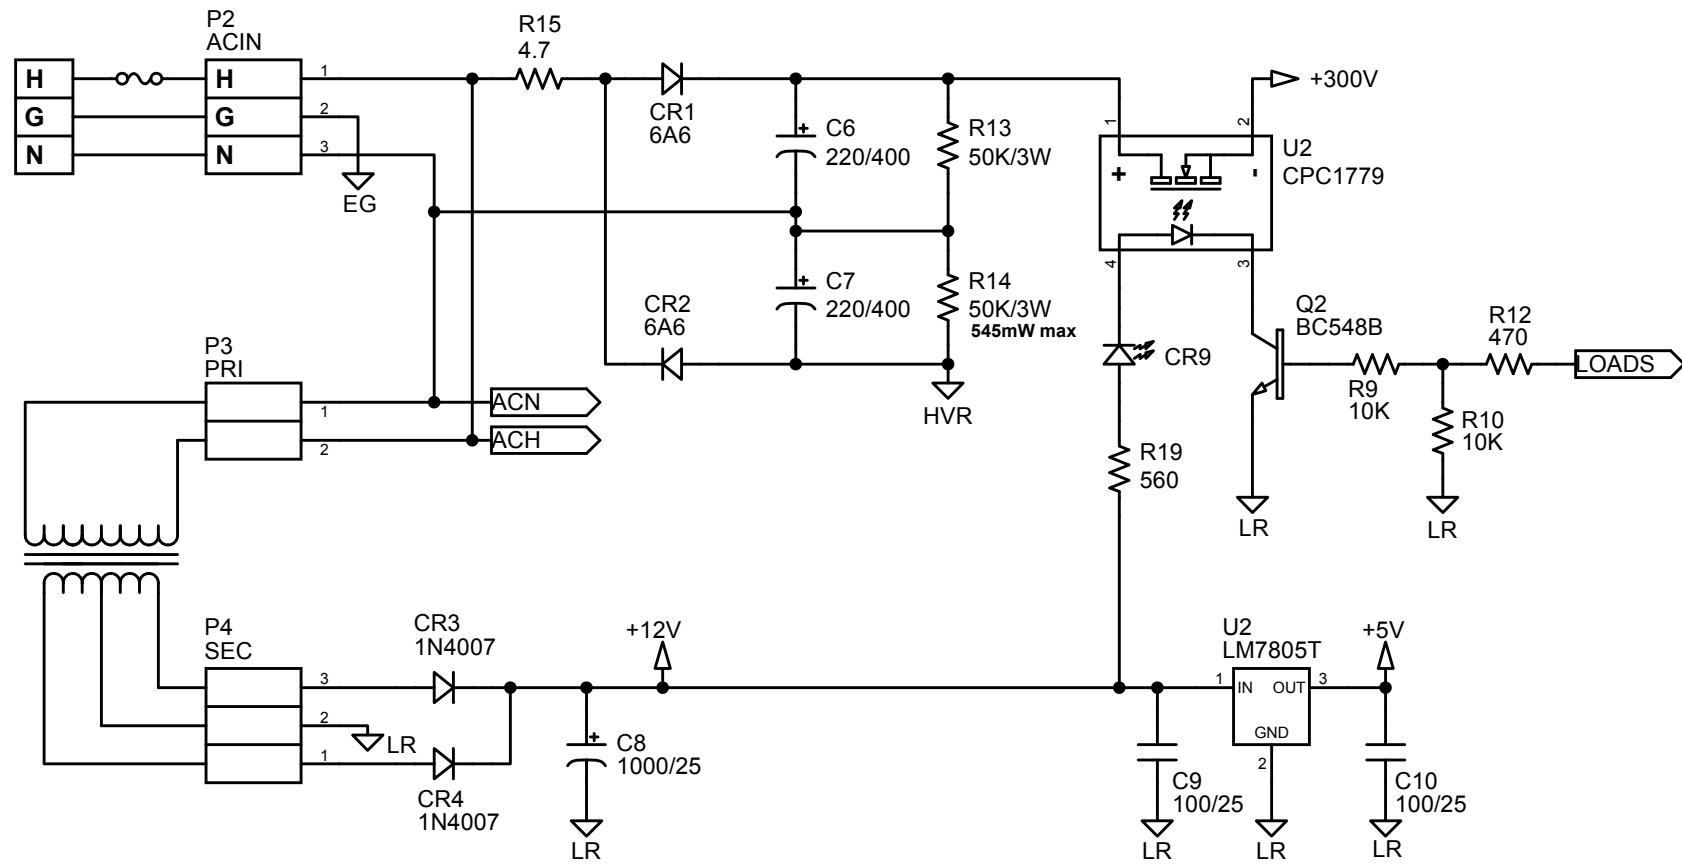 P2
ACIN
H
G
N
H
G
N
1
2
3
EG
R15
4.7
CR1
6A6
C6
220/400
R13
50K/3W
C7
220/400
R14
50K/3W
545mW max
CR2
6A6
HVR
+300V
1
2
U2
CPC1779
+
-
4
3
CR9
R19
560
Q2
BC548B
R9
10K
R12
470
LOADS
R10
10K
LR
LR
P3
PRI
1
2
ACN
ACH
P4
SEC
3
2
1
LR
CR3
1N4007
CR4
1N4007
+12V
+
C8
1000/25
LR
C9
100/25
LR
U2
LM7805T
1
IN
OUT
3
GND
2
LR
+5V
C10
100/25
LR